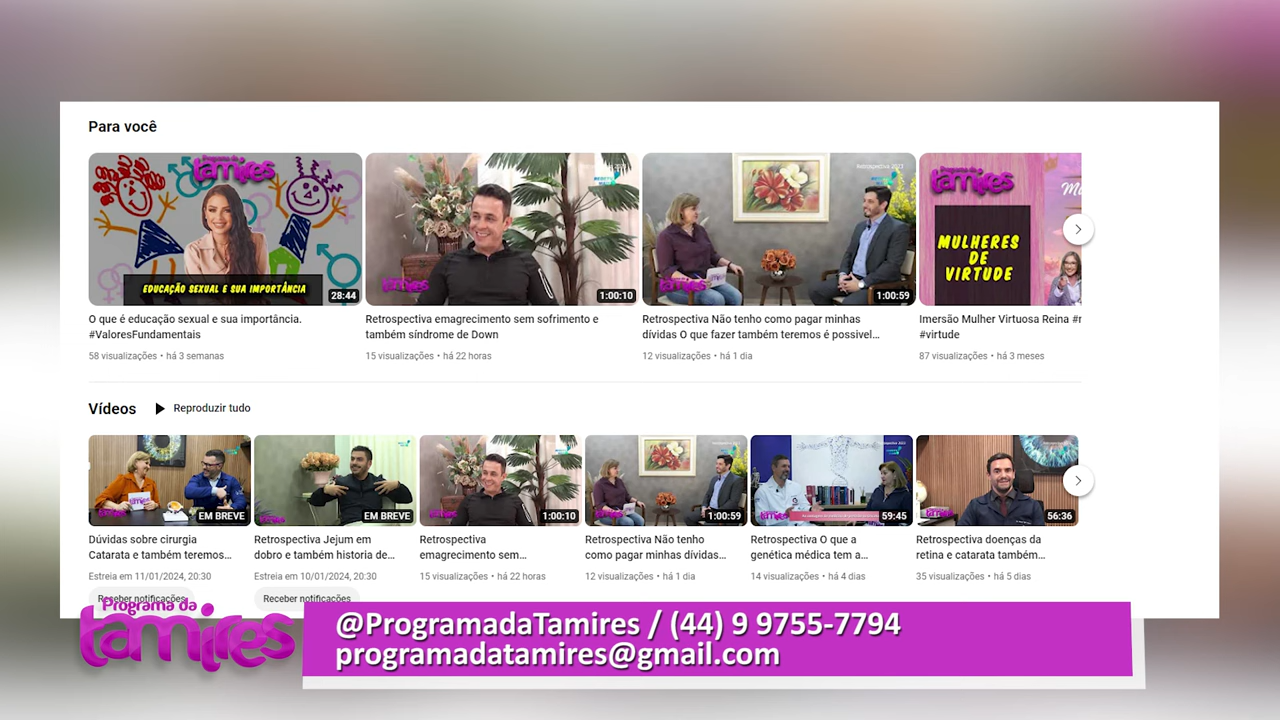 Para você
Programa da
tamires
EDUCAÇÃO SEXUAL E SUA IMPORTÂNCIA
28:44
1:00:10
Retrospectiva 2023
1:00:59
Programa da
tamires
MULHERES
DE
VIRTUDE
O que é educação sexual e sua importância.
#ValoresFundamentais
58 visualizações • há 3 semanas
Retrospectiva emagrecimento sem sofrimento e
também síndrome de Down
15 visualizações • há 22 horas
Retrospectiva Não tenho como pagar minhas
dívidas O que fazer também teremos é possivel...
12 visualizações • há 1 dia
Imersão Mulher Virtuosa Reina #r
#virtude
87 visualizações • há 3 meses
Vídeos
Reproduzir tudo
EM BREVE
EM BREVE
1:00:10
1:00:59
59:45
56:36
Dúvidas sobre cirurgia
Catarata e também teremos...
Estreia em 11/01/2024, 20:30
Receber notificações
Retrospectiva Jejum em
dobro e também historia de...
Estreia em 10/01/2024, 20:30
Receber notificações
Retrospectiva
emagrecimento sem...
15 visualizações • há 22 horas
Retrospectiva Não tenho
como pagar minhas dívidas...
12 visualizações • há 1 dia
Retrospectiva O que a
genética médica tem a...
14 visualizações • há 4 dias
Retrospectiva doenças da
retina e catarata também...
35 visualizações • há 5 dias
Programa da
tamires
@ProgramadaTamires / (44) 9 9755-7794
programadatamires@gmail.com